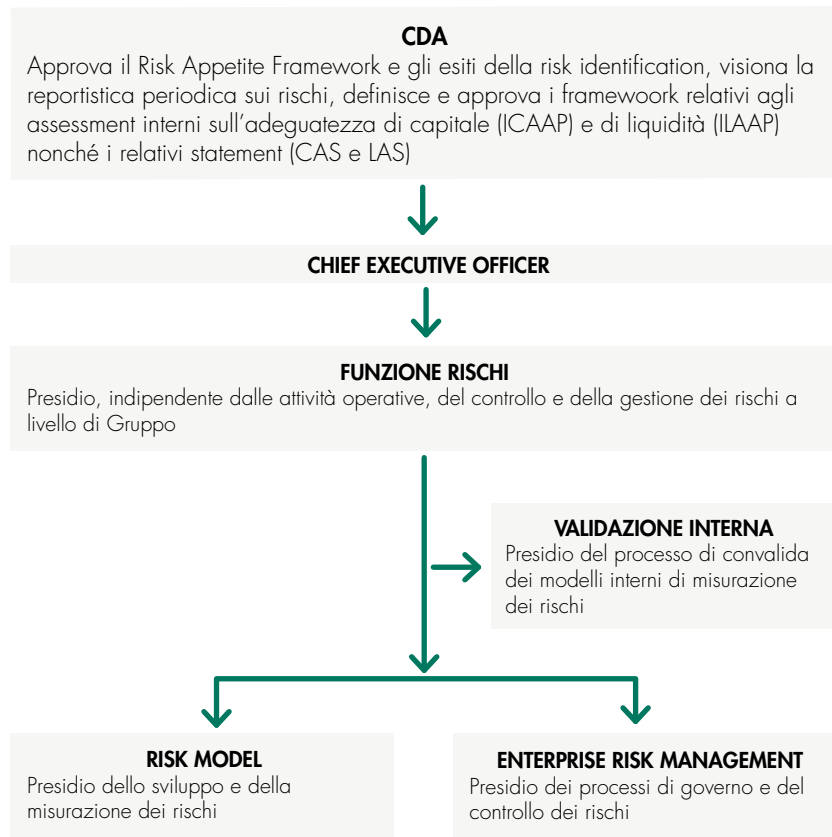 CDA
Approva il Risk Appetite Framework e gli esiti della risk identification, visiona la
reportistica periodica sui rischi, definisce e approva i framewoork relativi agli
assessment interni sull'adeguatezza di capitale (ICAAP) e di liquidità (ILAAP)
nonché i relativi statement (CAS e LAS)
CHIEF EXECUTIVE OFFICER
FUNZIONE RISCHI
Presidio, indipendente dalle attività operative, del controllo e della gestione dei rischi a
livello di Gruppo
VALIDAZIONE INTERNA
Presidio del processo di convalida
dei modelli interni di misurazione
dei rischi
RISK MODEL
Presidio dello sviluppo e della
misurazione dei rischi
ENTERPRISE RISK MANAGEMENT
Presidio dei processi di governo e del
controllo dei rischi